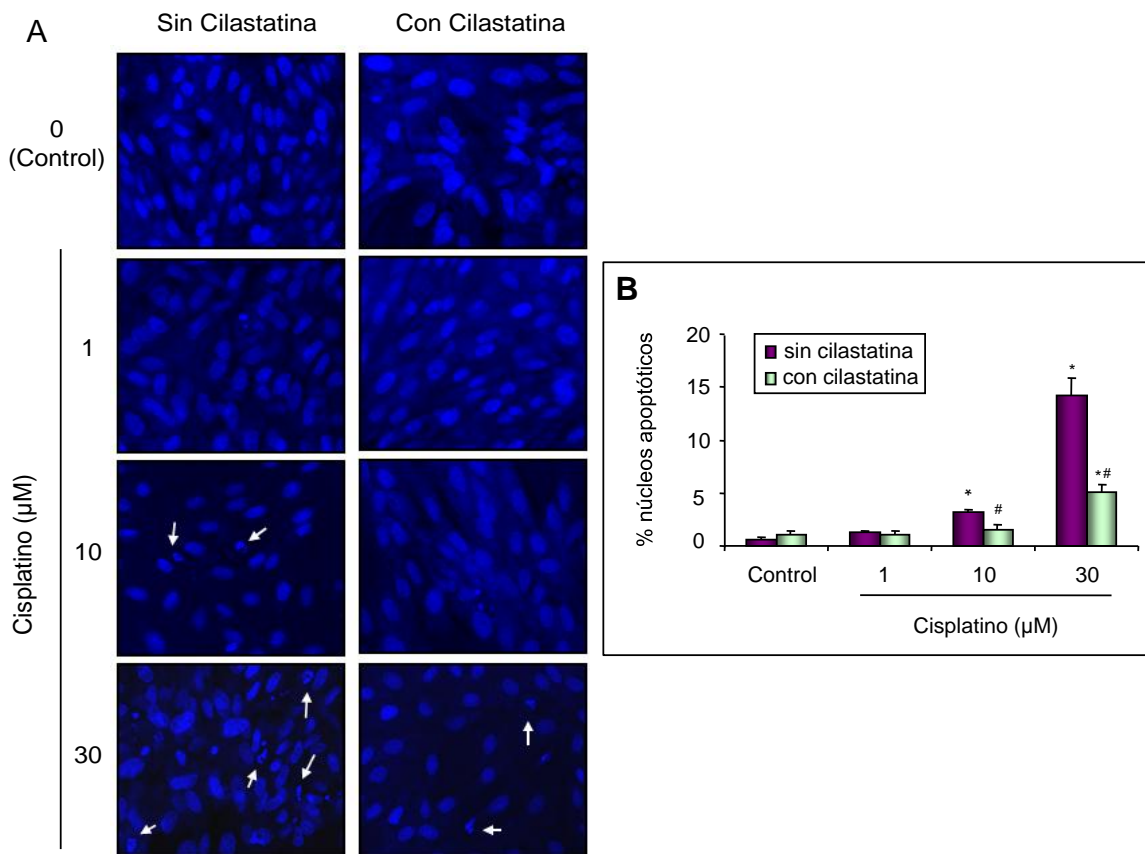 A
Sin Cilastatina
Con Cilastatina
0
(Control)
1
10
30
Cisplatino (µM)
B
% núcleos apoptóticos
20
15
10
5
0
sin cilastatina
con cilastatina
*
#
*
*#
Control
1
10
30
Cisplatino (µM)